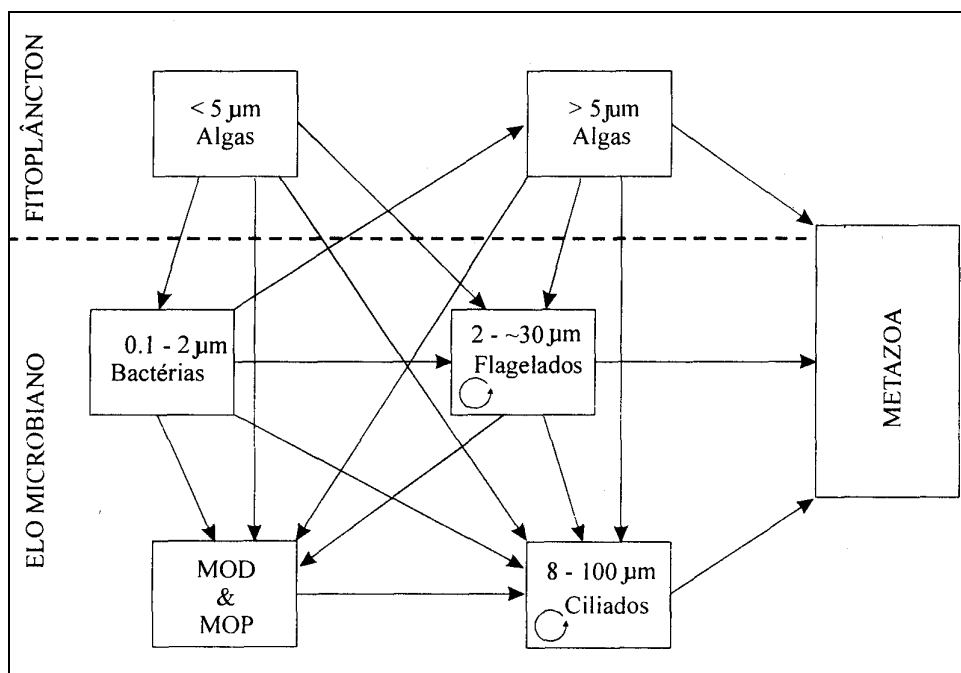 FITOPLÂNCTON
< 5 µm
Algas
> 5 µm
Algas
ELO MICROBIANO
0.1 - 2 µm
Bactérias
2 - ~30 µm
Flagelados
METAZOA
MOD
&
MOP
8 - 100 µm
Ciliados